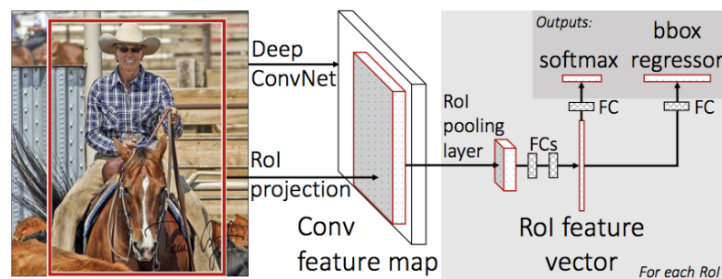 Deep
ConvNet
RoI
projection
Conv
feature map
RoI
pooling
layer
FCs
Outputs:
softmax
bbox
regressor
FC
FC
RoI feature
vector
For each RoI